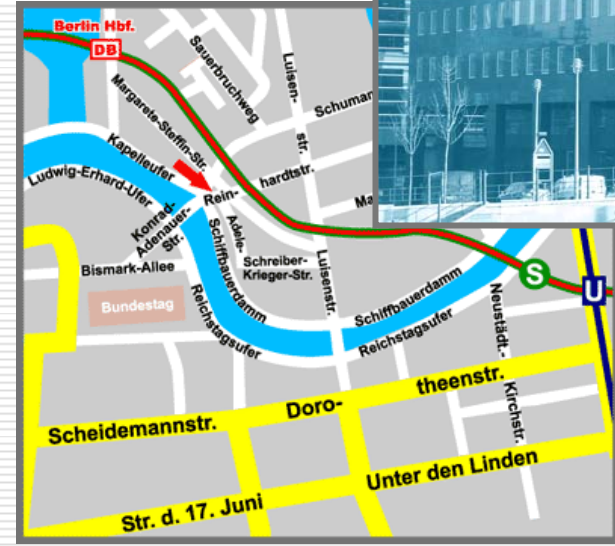 Berlin Hbf.
DB
Sauerbruchweg
Luisen-
str.
Margarete-Steffin-Str.
Schuman
Kapelleufer
Ludwig-Erhard-Ufer
Rein-
hardtstr.
Konrad-
Adenauer-
Str.
Adele-
Schreiber-
Krieger-Str.
Schiffbauerdamm
Luisenstr.
Bismark-Allee
Bundestag
Reichstagsufer
Schiffbauerdamm
Reichstagsufer
S
U
Neustädt.-
Kirchstr.
Doro-
theenstr.
Scheidemannstr.
Unter den Linden
Str. d. 17. Juni